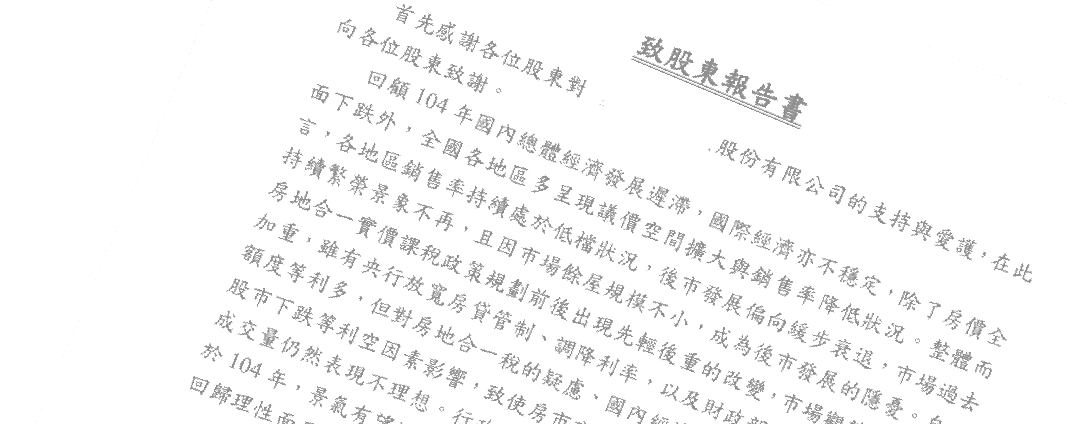 致股東報告書
首先感謝各位股東對 股份有限公司的支持與愛護，在此
向各位股東致謝。
回顧104年國內總體經濟發展遲滯，國際經濟亦不穩定，除了房價全
面下跌外，全國各地區多呈現議價空間擴大與銷售率降低狀況。整體而
言，各地區銷售率持續處於低檔狀況，後市發展偏向緩步衰退，市場過去
持續繁榮景象不再，且因市場餘屋規模不小，成為後市發展的隱憂。
房地合一實價課稅政策規劃前後出現先輕後重的改變，市場觀
加重，雖有央行放寬房貸管制、調降利率，以及財政部
額度等利多，但對房地合一稅的疑慮、國內經
股市下跌等利空因素影響，致使房市
成交量仍然表現不理想。行
於104年，景氣有望
回歸理性面